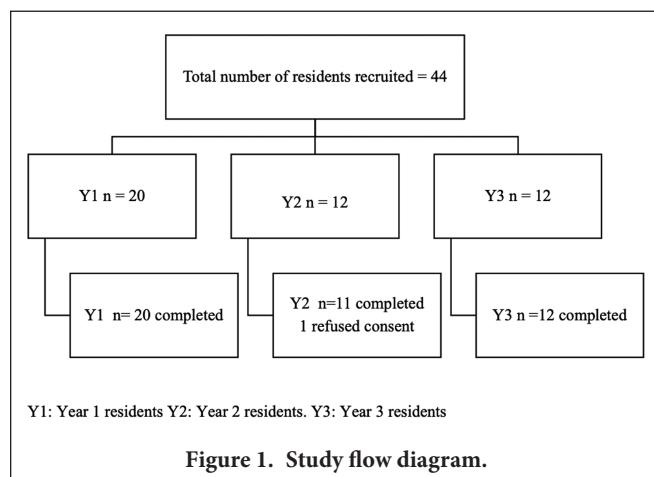 Total number of residents recruited = 44
Y1 n = 20
Y2 n = 12
Y3 n = 12
Y1 n= 20 completed
Y2 n=11 completed
1 refused consent
Y3 n =12 completed
Y1: Year 1 residents Y2: Year 2 residents. Y3: Year 3 residents
Figure 1. Study flow diagram.